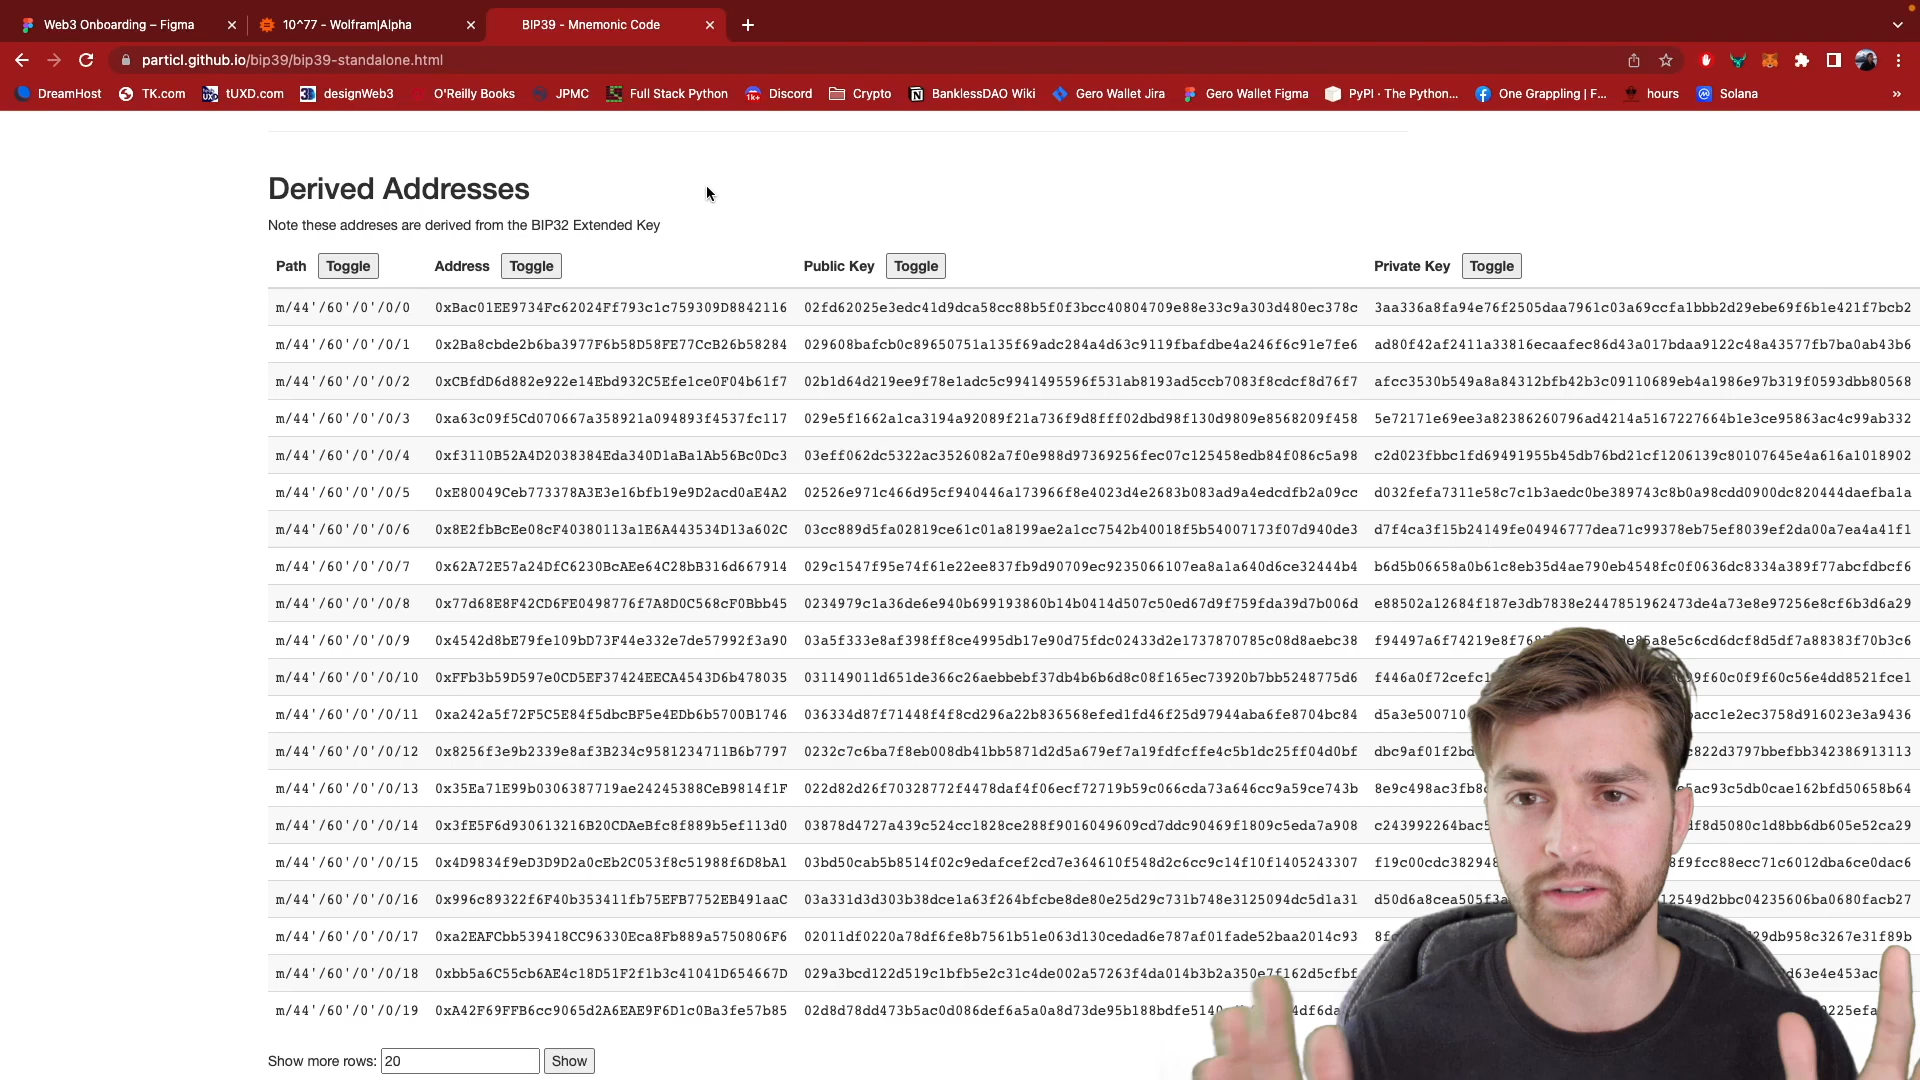 Web3 Onboarding – Figma
10^77 - Wolfram|Alpha
BIP39 - Mnemonic Code
particl.github.io/bip39/bip39-standalone.html
DreamHost
TK.com
tUXD.com
designWeb3
O'Reilly Books
JPMC
Full Stack Python
Discord
Crypto
BanklessDAO Wiki
Gero Wallet Jira
Gero Wallet Figma
PyPI · The Python...
One Grappling | F...
hours
Solana
Derived Addresses
Note these addreses are derived from the BIP32 Extended Key
Path Toggle Address Toggle Public Key Toggle Private Key Toggle
m/44'/60'/0'/0/0 0xBac01EE9734Fc62024Ff793c1c759309D8842116 02fd62025e3edc41d9dca58cc88b5f0f3bcc40804709e88e33c9a303d480ec378c 3aa336a8fa94e76f2505daa7961c03a69ccfa1bbb2d29ebe69f6b1e421f7bcb2
m/44'/60'/0'/0/1 0x2Ba8cbde2b6ba3977F6b58D58FE77CcB26b58284 029608bafcb0c89650751a135f69adc284a4d63c9119fbafdbe4a246f6c91e7fe6 ad80f42af2411a33816ecaafec86d43a017bdaa9122c48a43577fb7ba0ab43b6
m/44'/60'/0'/0/2 0xCBfdD6d882e922e14Ebd932C5Efe1ce0F04b61f7 02b1d64d219ee9f78e1adc5c9941495596f531ab8193ad5ccb7083f8cdcf8d76f7 afcc3530b549a8a84312bfb42b3c09110689eb4a1986e97b319f0593dbb80568
m/44'/60'/0'/0/3 0xa63c09f5Cd070667a358921a094893f4537fc117 029e5f1662a1ca3194a92089f21a736f9d8fff02dbd98f130d9809e8568209f458 5e72171e69ee3a82386260796ad4214a5167227664b1e3ce95863ac4c99ab332
m/44'/60'/0'/0/4 0xf3110B52A4D2038384Eda340D1aBa1Ab56Bc0Dc3 03eff062dc5322ac3526082a7f0e988d97369256fec07c125458edb84f086c5a98 c2d023fbbc1fd69491955b45db76bd21cf1206139c80107645e4a616a1018902
m/44'/60'/0'/0/5 0xE80049Ceb773378A3E3e16bfb19e9D2acd0aE4A2 02526e971c466d95cf940446a173966f8e4023d4e2683b083ad9a4edcdfb2a09cc d032fefa7311e58c7c1b3aedc0be389743c8b0a98cdd0900dc820444daefba1a
m/44'/60'/0'/0/6 0x8E2fbBcEe08cF40380113a1E6A443534D13a602C 03cc889d5fa02819ce61c01a8199ae2a1cc7542b40018f5b54007173f07d940de3 d7f4ca3f15b24149fe04946777dea71c99378eb75ef8039ef2da00a7ea4a41f1
m/44'/60'/0'/0/7 0x62A72E57a24DfC6230BcAEe64C28bB316d667914 029c1547f95e74f61e22ee837fb9d90709ec9235066107ea8a1a640d6ce32444b4 b6d5b06658a0b61c8eb35d4ae790eb4548fc0f0636dc8334a389f77abcfdbcf6
m/44'/60'/0'/0/8 0x77d68E8F42CD6FE0498776f7A8D0C568cF0Bbb45 0234979c1a36de6e940b699193860b14b0414d507c50ed67d9f759fda39d7b006d e88502a12684f187e3db7838e2447851962473de4a73e8e97256e8cf6b3d6a29
m/44'/60'/0'/0/9 0x4542d8bE79fe109bD73F44e332e7de57992f3a90 03a5f333e8af398ff8ce4995db17e90d75fdc02433d2e1737870785c08d8aebc38
m/44'/60'/0'/0/10 0xFFb3b59D597e0CD5EF37424EECA4543D6b478035 031149011d651de366c26aebbebf37db4b6b6d8c08f165ec73920b7bb5248775d6
m/44'/60'/0'/0/11 0xa242a5f72F5C5E84f5dbcBF5e4EDb6b5700B1746 036334d87f71448f4f8cd296a22b836568efed1fd46f25d97944aba6fe8704bc84
m/44'/60'/0'/0/12 0x8256f3e9b2339e8af3B234c9581234711B6b7797 0232c7c6ba7f8eb008db41bb5871d2d5a679ef7a19fdfcffe4c5b1dc25ff04d0bf
m/44'/60'/0'/0/13 0x35Ea71E99b0306387719ae24245388CeB9814f1F 022d82d26f70328772f4478daf4f06ecf72719b59c066cda73a646cc9a59ce743b
m/44'/60'/0'/0/14 0x3fE5F6d930613216B20CDAeBfc8f889b5ef113d0 03878d4727a439c524cc1828ce288f9016049609cd7ddc90469f1809c5eda7a908
m/44'/60'/0'/0/15 0x4D9834f9eD3D9D2a0cEb2C053f8c51988f6D8bA1 03bd50cab5b8514f02c9edafcef2cd7e364610f548d2c6cc9c14f10f1405243307
m/44'/60'/0'/0/16 0x996c89322f6F40b353411fb75EFB7752EB491aaC 03a331d3d303b38dce1a63f264bfcbe8de80e25d29c731b748e3125094dc5d1a31
m/44'/60'/0'/0/17 0xa2EAFCbb539418CC96330Eca8Fb889a5750806F6 02011df0220a78df6fe8b7561b51e063d130cedad6e787af01fade52baa2014c93
m/44'/60'/0'/0/18 0xbb5a6C55cb6AE4c18D51F2f1b3c41041D654667D
m/44'/60'/0'/0/19 0xA42F69FFB6cc9065d2A6EAE9F6D1c0Ba3fe57b85
Show more rows: 20 Show